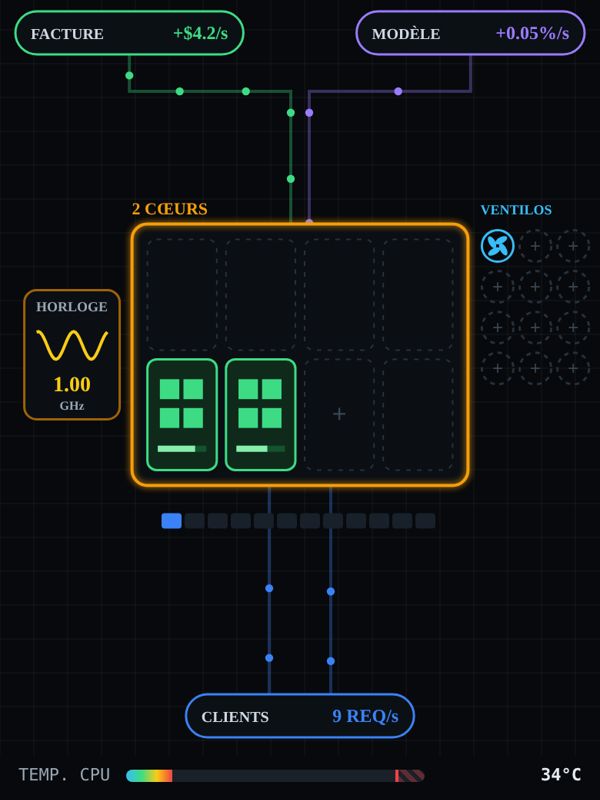 FACTURE +$4.2/s
MODÈLE +0.05%/s
2 CŒURS
VENTILOS
HORLOGE
1.00
GHz
CLIENTS 9 REQ/s
TEMP. CPU 34°C